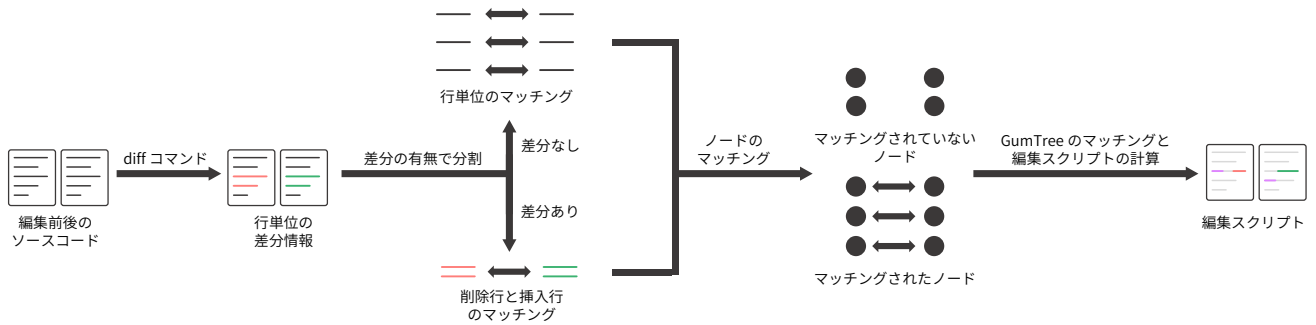 編集前後の
ソースコード
diff コマンド
行単位の
差分情報
差分の有無で分割
行単位のマッチング
差分なし
差分あり
削除行と挿入行
のマッチング
ノードの
マッチング
マッチングされていない
ノード
マッチングされたノード
GumTree のマッチングと
編集スクリプトの計算
編集スクリプト